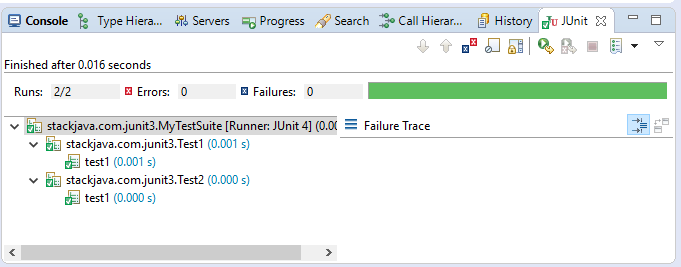 Console Type Hierar... Servers Progress Search Call Hierar... History JUnit
Finished after 0.016 seconds
Runs: 2/2 Errors: 0 Failures: 0
stackjava.com.junit3.MyTestSuite [Runner: JUnit 4] (0.00
Failure Trace
stackjava.com.junit3.Test1 (0.001 s)
test1 (0.001 s)
stackjava.com.junit3.Test2 (0.000 s)
test1 (0.000 s)